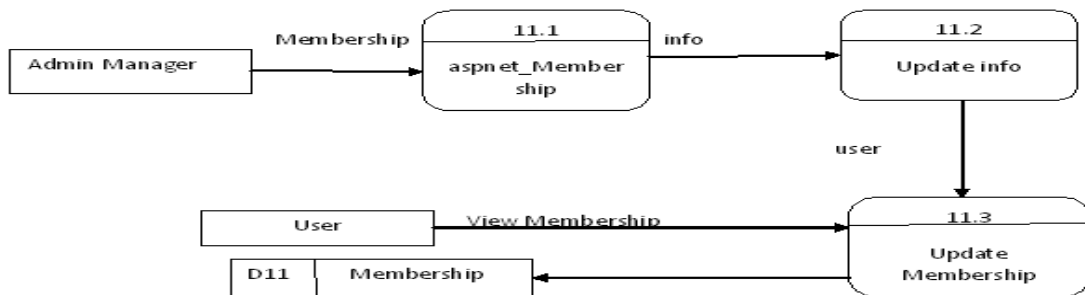 Membership
11.1
info
11.2
Admin Manager
aspnet_Member
ship
Update info
user
User
View Membership
11.3
Update
Membership
D11
Membership